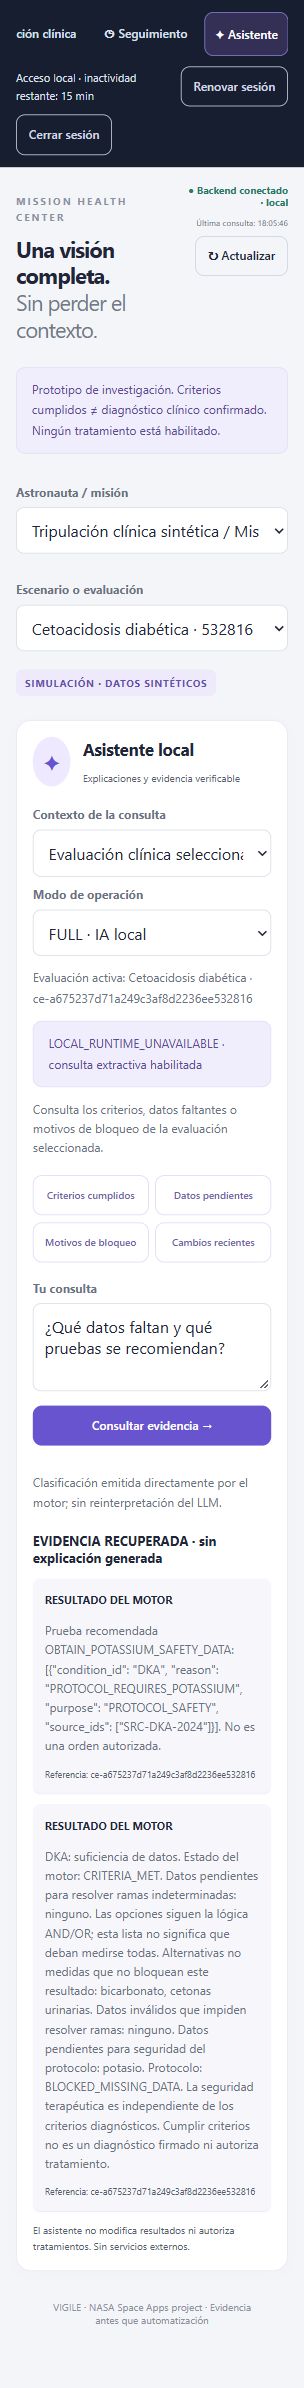 ción clínica
◷ Seguimiento
✦ Asistente
Acceso local · inactividad
restante: 15 min
Renovar sesión
Cerrar sesión
MISSION HEALTH
CENTER
● Backend conectado
· local
Última consulta: 18:05:46
↻ Actualizar
Una visión
completa.
Sin perder el
contexto.
Prototipo de investigación. Criterios
cumplidos ≠ diagnóstico clínico confirmado.
Ningún tratamiento está habilitado.
Astronauta / misión
Tripulación clínica sintética / Mis
Escenario o evaluación
Cetoacidosis diabética · 532816
SIMULACIÓN · DATOS SINTÉTICOS
✦
Asistente local
Explicaciones y evidencia verificable
Contexto de la consulta
Evaluación clínica selecciona
Modo de operación
FULL · IA local
Evaluación activa: Cetoacidosis diabética ·
ce-a675237d71a249c3af8d2236ee532816
LOCAL_RUNTIME_UNAVAILABLE ·
consulta extractiva habilitada
Consulta los criterios, datos faltantes o
motivos de bloqueo de la evaluación
seleccionada.
Criterios cumplidos
Datos pendientes
Motivos de bloqueo
Cambios recientes
Tu consulta
¿Qué datos faltan y qué
pruebas se recomiendan?
Consultar evidencia →
Clasificación emitida directamente por el
motor; sin reinterpretación del LLM.
EVIDENCIA RECUPERADA · sin
explicación generada
RESULTADO DEL MOTOR
Prueba recomendada
OBTAIN_POTASSIUM_SAFETY_DATA:
[{"condition_id": "DKA", "reason":
"PROTOCOL_REQUIRES_POTASSIUM",
"purpose": "PROTOCOL_SAFETY",
"source_ids": ["SRC-DKA-2024"]}]. No es
una orden autorizada.
Referencia: ce-a675237d71a249c3af8d2236ee532816
RESULTADO DEL MOTOR
DKA: suficiencia de datos. Estado del
motor: CRITERIA_MET. Datos pendientes
para resolver ramas indeterminadas:
ninguno. Las opciones siguen la lógica
AND/OR; esta lista no significa que
deban medirse todas. Alternativas no
medidas que no bloquean este
resultado: bicarbonato, cetonas
urinarias. Datos inválidos que impiden
resolver ramas: ninguno. Datos
pendientes para seguridad del
protocolo: potasio. Protocolo:
BLOCKED_MISSING_DATA. La seguridad
terapéutica es independiente de los
criterios diagnósticos. Cumplir criterios
no es un diagnóstico firmado ni autoriza
tratamiento.
Referencia: ce-a675237d71a249c3af8d2236ee532816
El asistente no modifica resultados ni autoriza
tratamientos. Sin servicios externos.
VIGILE · NASA Space Apps project · Evidencia
antes que automatización